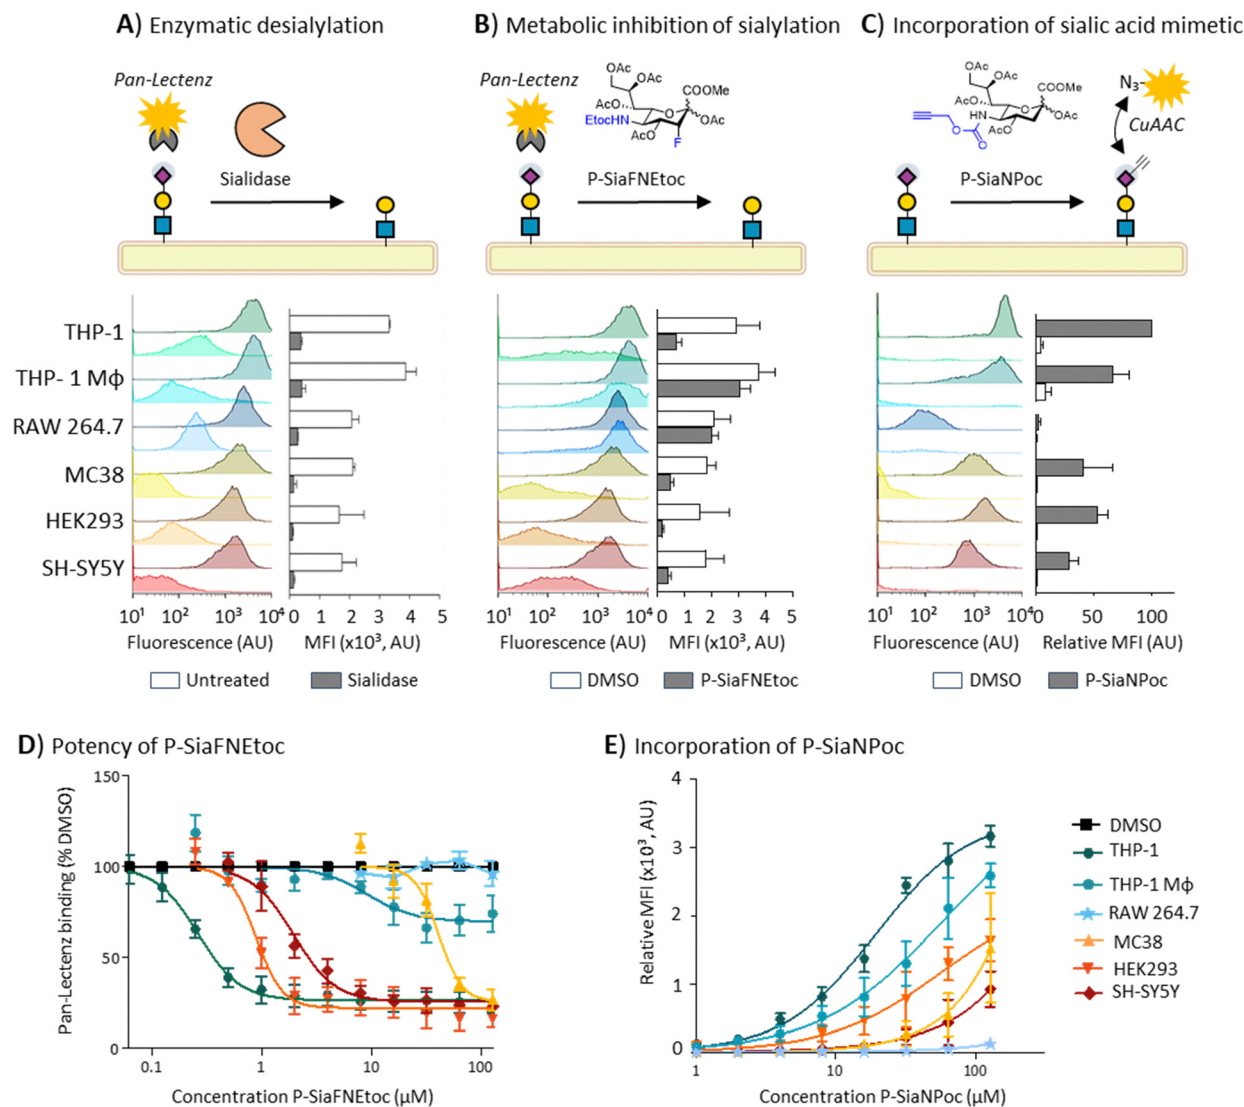 A) Enzymatic desialylation
B) Metabolic inhibition of sialylation
C) Incorporation of sialic acid mimetic
Pan-Lectenz
Sialidase
Pan-Lectenz
OAc
OAc
AcO
COOMe
EtocHN
OAc
AcO
F
P-SiaFNEtoc
OAc
OAc
AcO
COOMe
HN
OAc
AcO
O
O
N₃
CuAAC
P-SiaNPoc
THP-1
THP- 1 Mϕ
RAW 264.7
MC38
HEK293
SH-SY5Y
10¹ 10² 10³ 10⁴
Fluorescence (AU)
0 1 2 3 4 5
MFI (x10³, AU)
Untreated
Sialidase
10¹ 10² 10³ 10⁴
Fluorescence (AU)
0 1 2 3 4 5
MFI (x10³, AU)
DMSO
P-SiaFNEtoc
10¹ 10² 10³ 10⁴
Fluorescence (AU)
0 50 100
Relative MFI (AU)
DMSO
P-SiaNPoc
D) Potency of P-SiaFNEtoc
Pan-Lectenz binding (% DMSO)
150
100
50
0
0.1 1 10 100
Concentration P-SiaFNEtoc (µM)
E) Incorporation of P-SiaNPoc
Relative MFI (x10³, AU)
4
3
2
1
0
1 10 100
Concentration P-SiaNPoc (µM)
DMSO
THP-1
THP-1 Mϕ
RAW 264.7
MC38
HEK293
SH-SY5Y